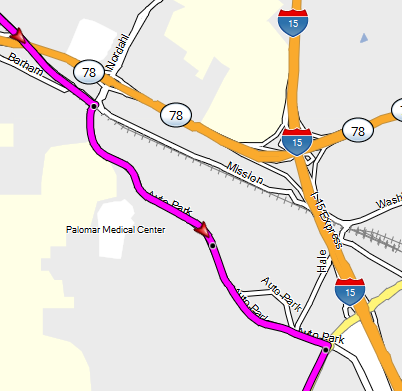 15
Nordahl
78
Barham
78
15
78
Mission
Auto Park
I-15 Express
Palomar Medical Center
Hale
Auto Park
Auto Park
15
Auto Park